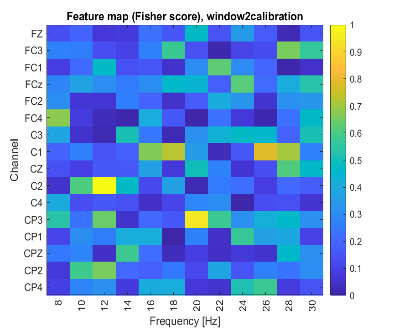 Feature map (Fisher score), window2calibration
FZ
FC3
FC1
FCz
FC2
FC4
C3
C1
CZ
C2
C4
CP3
CP1
CPZ
CP2
CP4
Channel
8 10 12 14 16 18 20 22 24 26 28 30
Frequency [Hz]
1
0.9
0.8
0.7
0.6
0.5
0.4
0.3
0.2
0.1
0